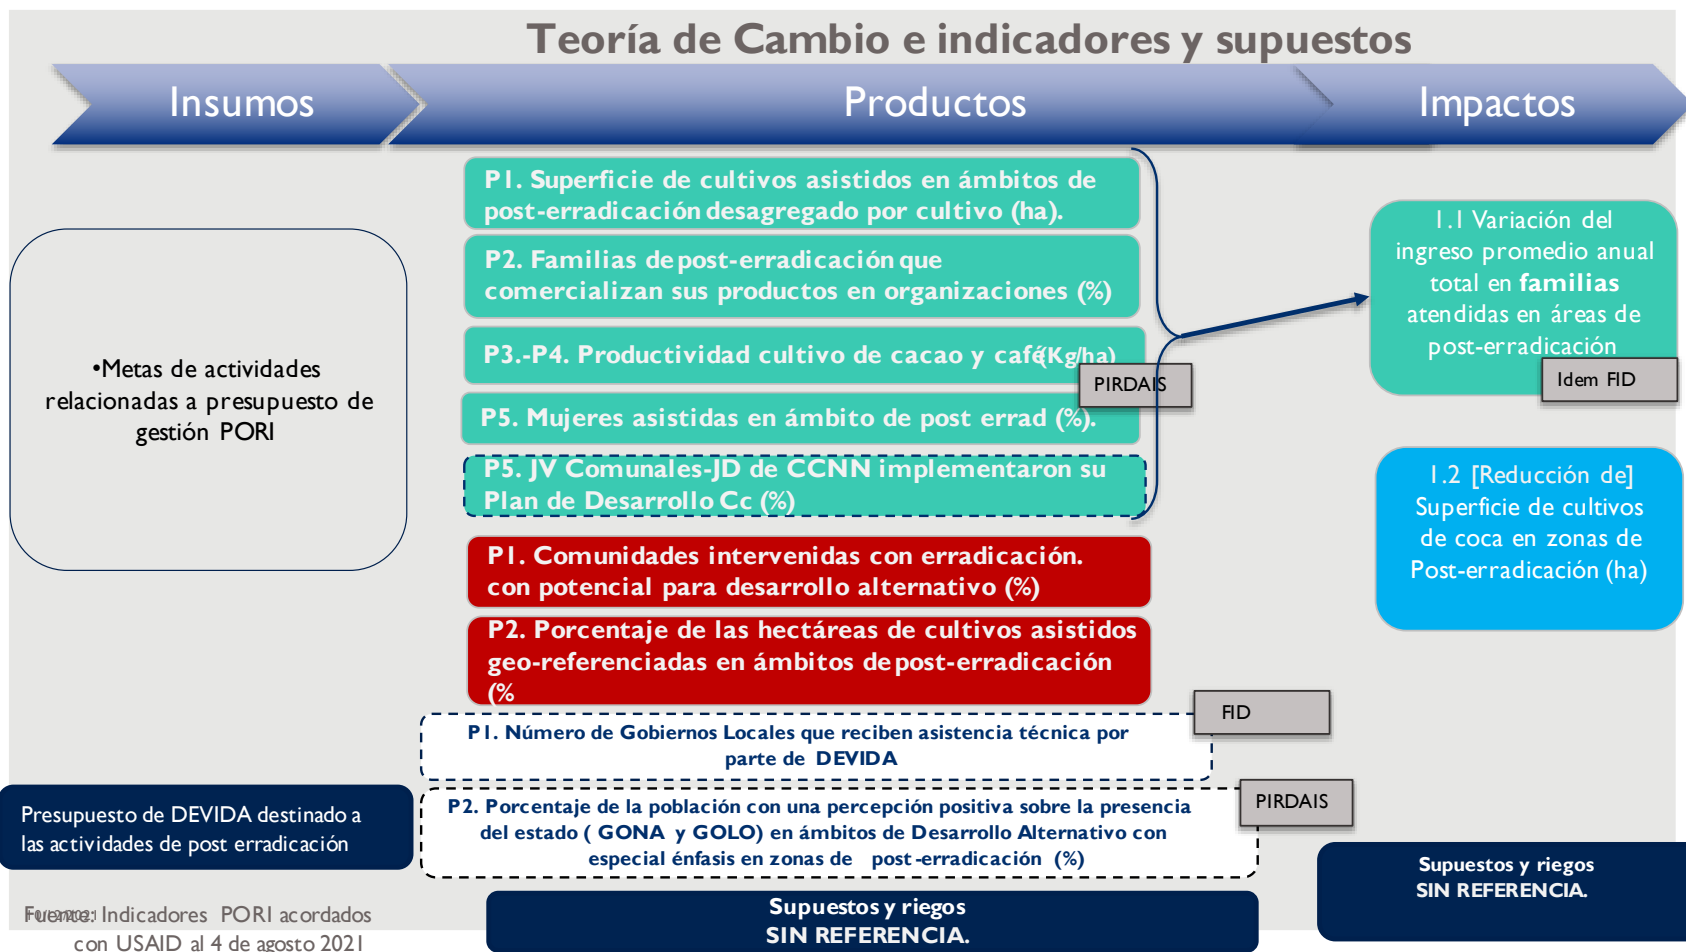 Teoría de Cambio e indicadores y supuestos
Insumos
Productos
Impactos
•Metas de actividades
relacionadas a presupuesto de
gestión PORI
P1. Superficie de cultivos asistidos en ámbitos de
post-erradicación desagregado por cultivo (ha).
P2. Familias de post-erradicación que
comercializan sus productos en organizaciones (%)
P3.-P4. Productividad cultivo de cacao y café (Kg/ha)
PIRDAIS
P5. Mujeres asistidas en ámbito de post errad (%).
P5. JV Comunales-JD de CCNN implementaron su
Plan de Desarrollo Cc (%)
P1. Comunidades intervenidas con erradicación.
con potencial para desarrollo alternativo (%)
P2. Porcentaje de las hectáreas de cultivos asistidos
geo-referenciadas en ámbitos de post-erradicación
(%
FID
P1. Número de Gobiernos Locales que reciben asistencia técnica por
parte de DEVIDA
PIRDAIS
P2. Porcentaje de la población con una percepción positiva sobre la presencia
del estado ( GONA y GOLO) en ámbitos de Desarrollo Alternativo con
especial énfasis en zonas de post-erradicación (%)
1.1 Variación del
ingreso promedio anual
total en familias
atendidas en áreas de
post-erradicación
Idem FID
1.2 [Reducción de]
Superficie de cultivos
de coca en zonas de
Post-erradicación (ha)
Presupuesto de DEVIDA destinado a
las actividades de post erradicación
Supuestos y riegos
SIN REFERENCIA.
Supuestos y riegos
SIN REFERENCIA.
10/12/2021
Fuente: Indicadores PORI acordados
con USAID al 4 de agosto 2021